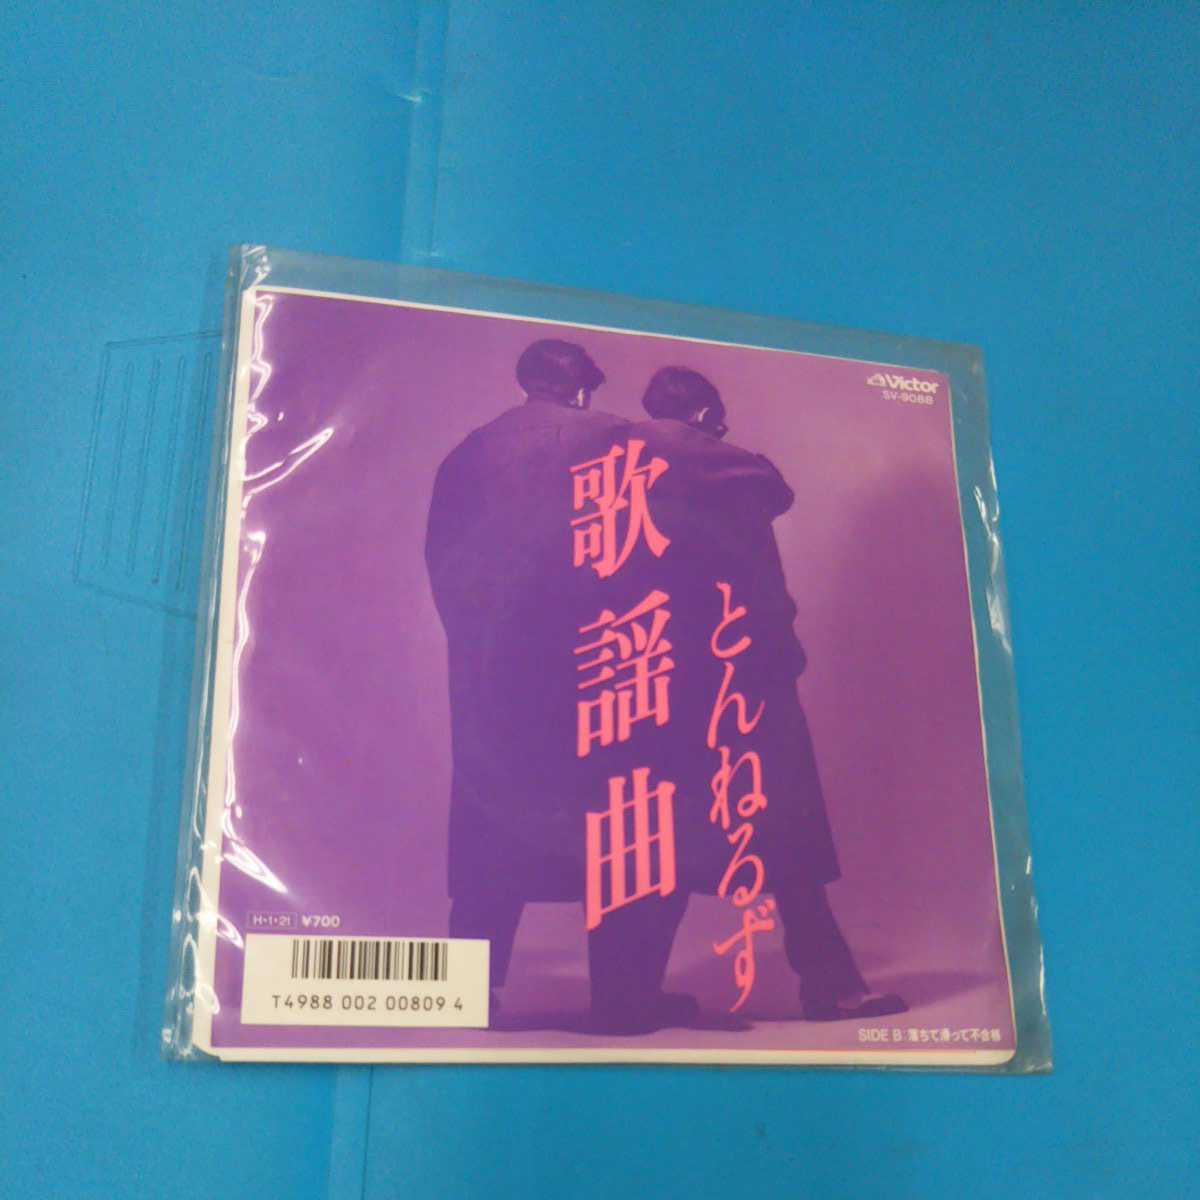 Victor
SV-9088
歌謡曲
とんねるず
H・1・21 ¥700
T4988 002 00809 4
SIDE B:落ちて滑って不合格